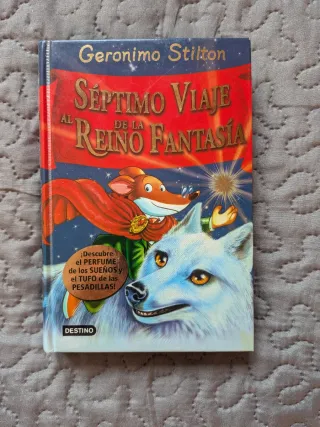 Geronimo Stilton
SÉPTIMO VIAJE
AL REINO DE LA FANTASÍA
¡Descubre
el PERFUME
de los SUEÑOS y
el TUFO de las
PESADILLAS!
DESTINO